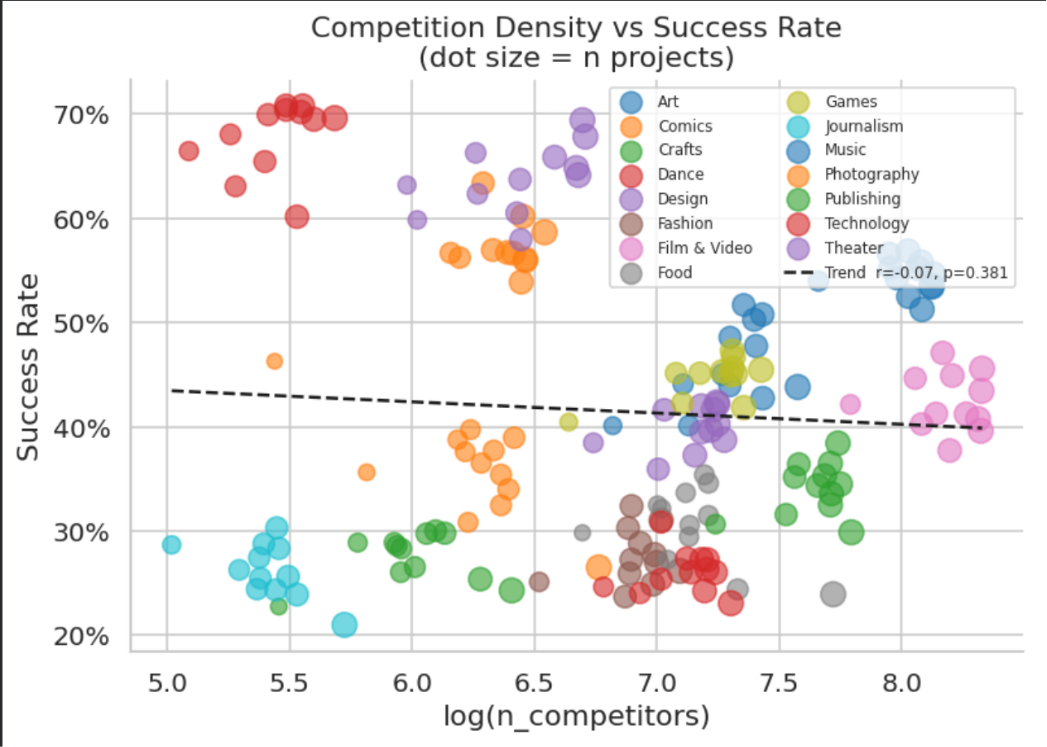 Competition Density vs Success Rate
(dot size = n projects)
Art
Comics
Crafts
Dance
Design
Fashion
Film & Video
Food
Games
Journalism
Music
Photography
Publishing
Technology
Theater
Trend r=-0.07, p=0.381
Success Rate
70%
60%
50%
40%
30%
20%
5.0 5.5 6.0 6.5 7.0 7.5 8.0
log(n_competitors)